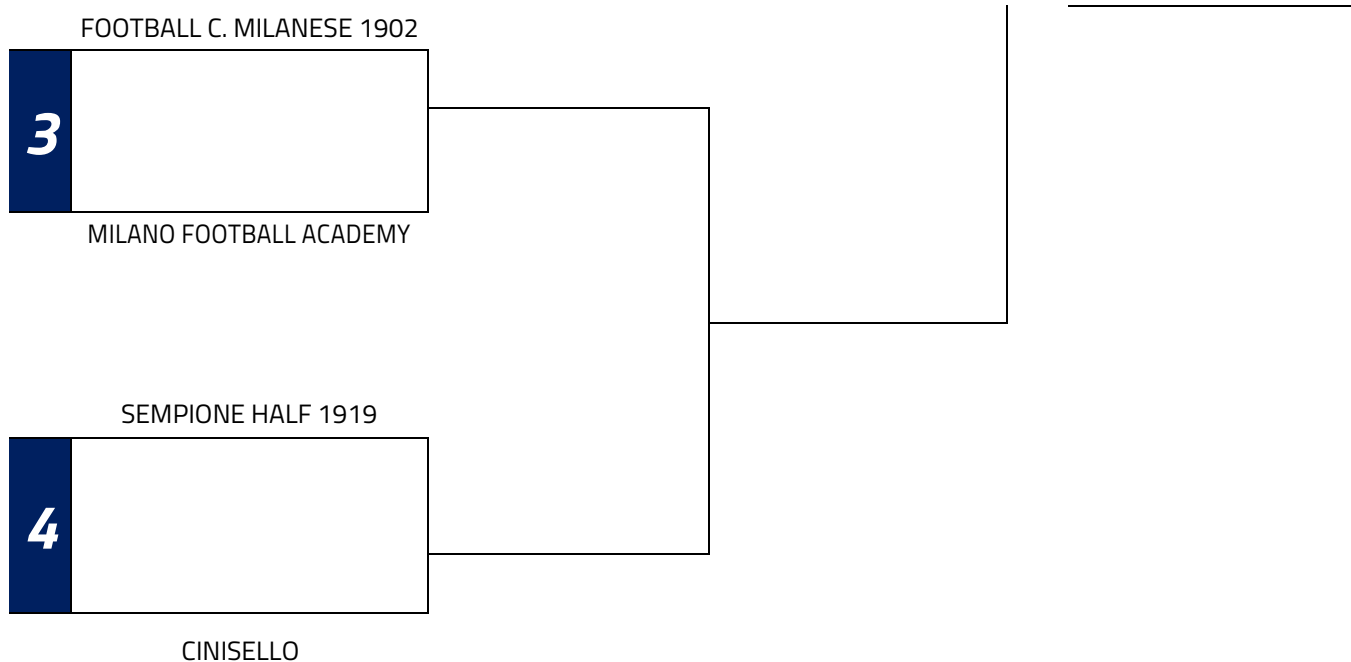 FOOTBALL C. MILANESE 1902
3
MILANO FOOTBALL ACADEMY
SEMPIONE HALF 1919
4
CINISELLO